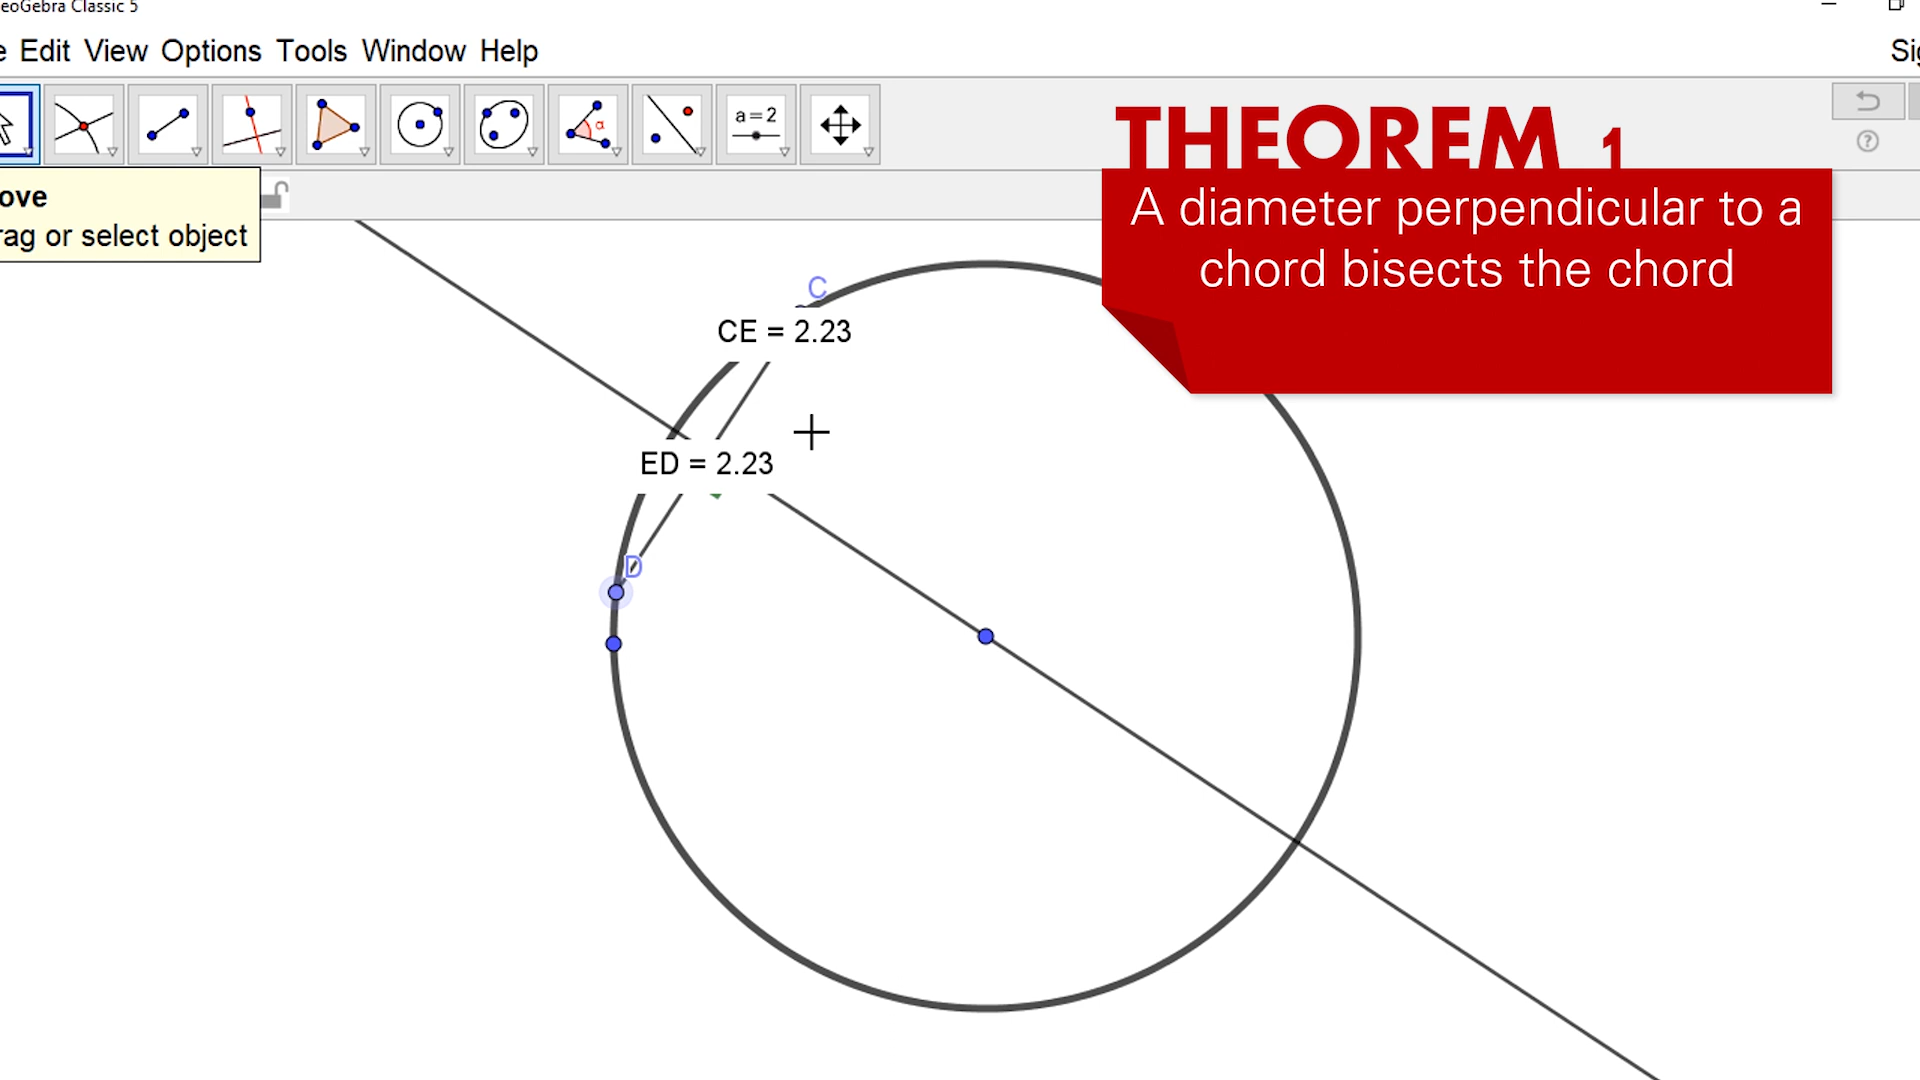 eoGebra Classic 5
e Edit View Options Tools Window Help
Sig
α
a=2
THEOREM 1
A diameter perpendicular to a
chord bisects the chord
ove
rag or select object
C
CE = 2.23
ED = 2.23
D